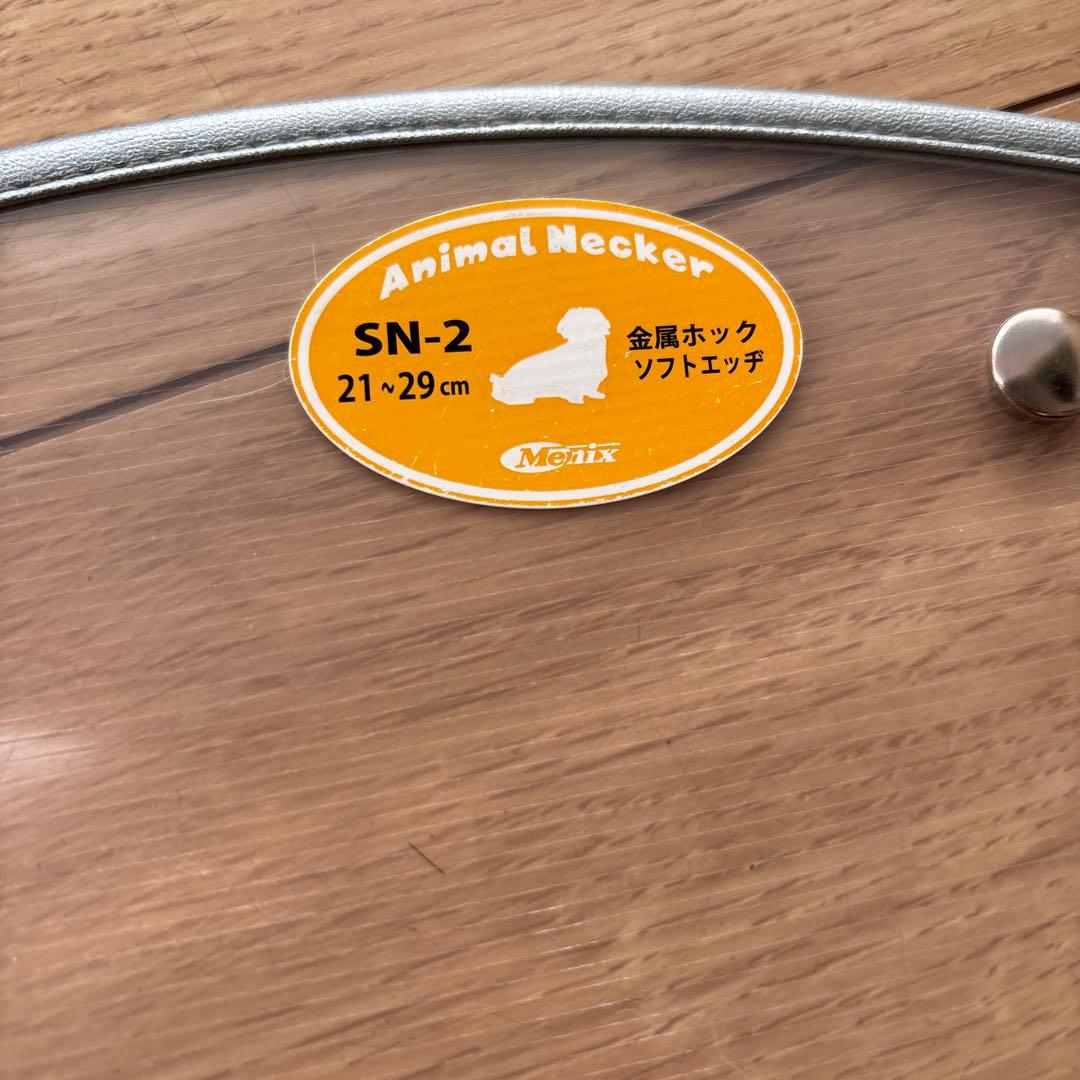 Animal Necker
SN-2
21~29cm
金属ホック
ソフトエッヂ
Menix